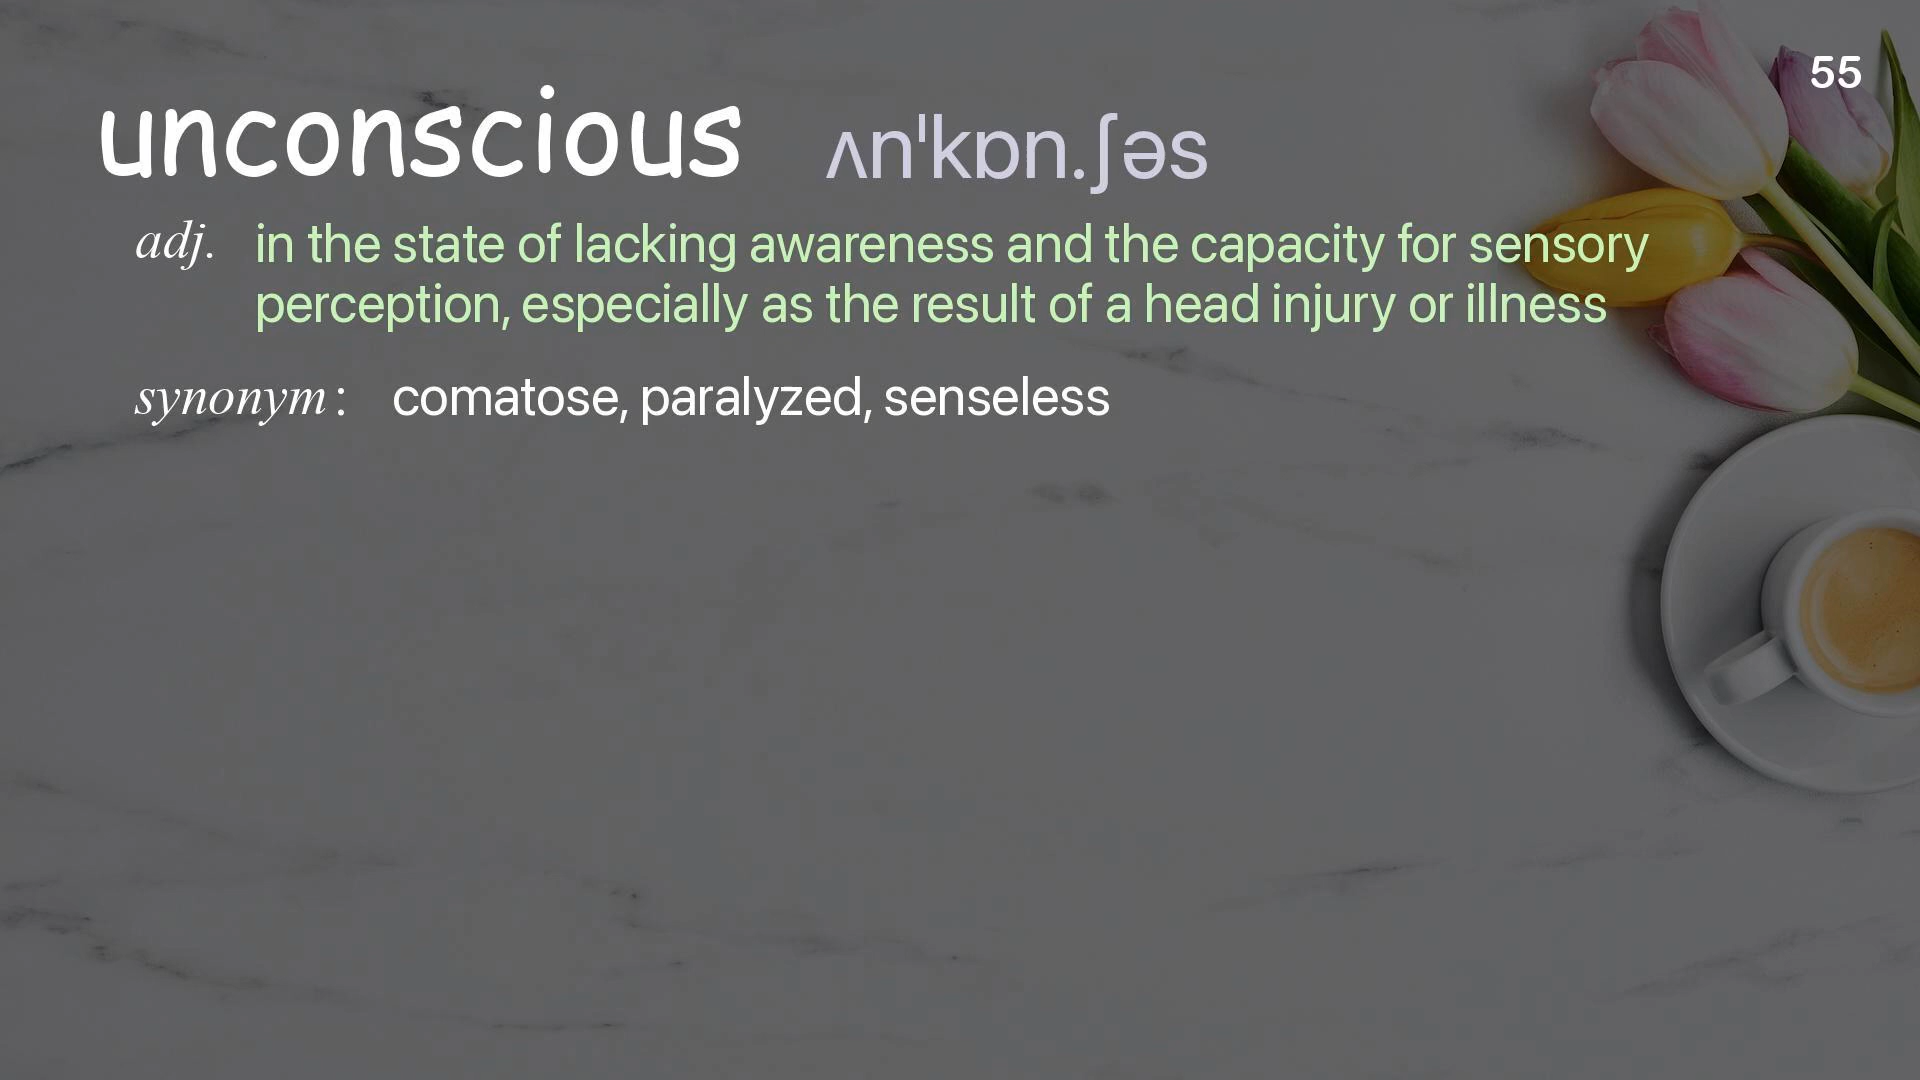 55
unconscious ʌnˈkɒn.ʃəs
adj. in the state of lacking awareness and the capacity for sensory
perception, especially as the result of a head injury or illness
synonym : comatose, paralyzed, senseless